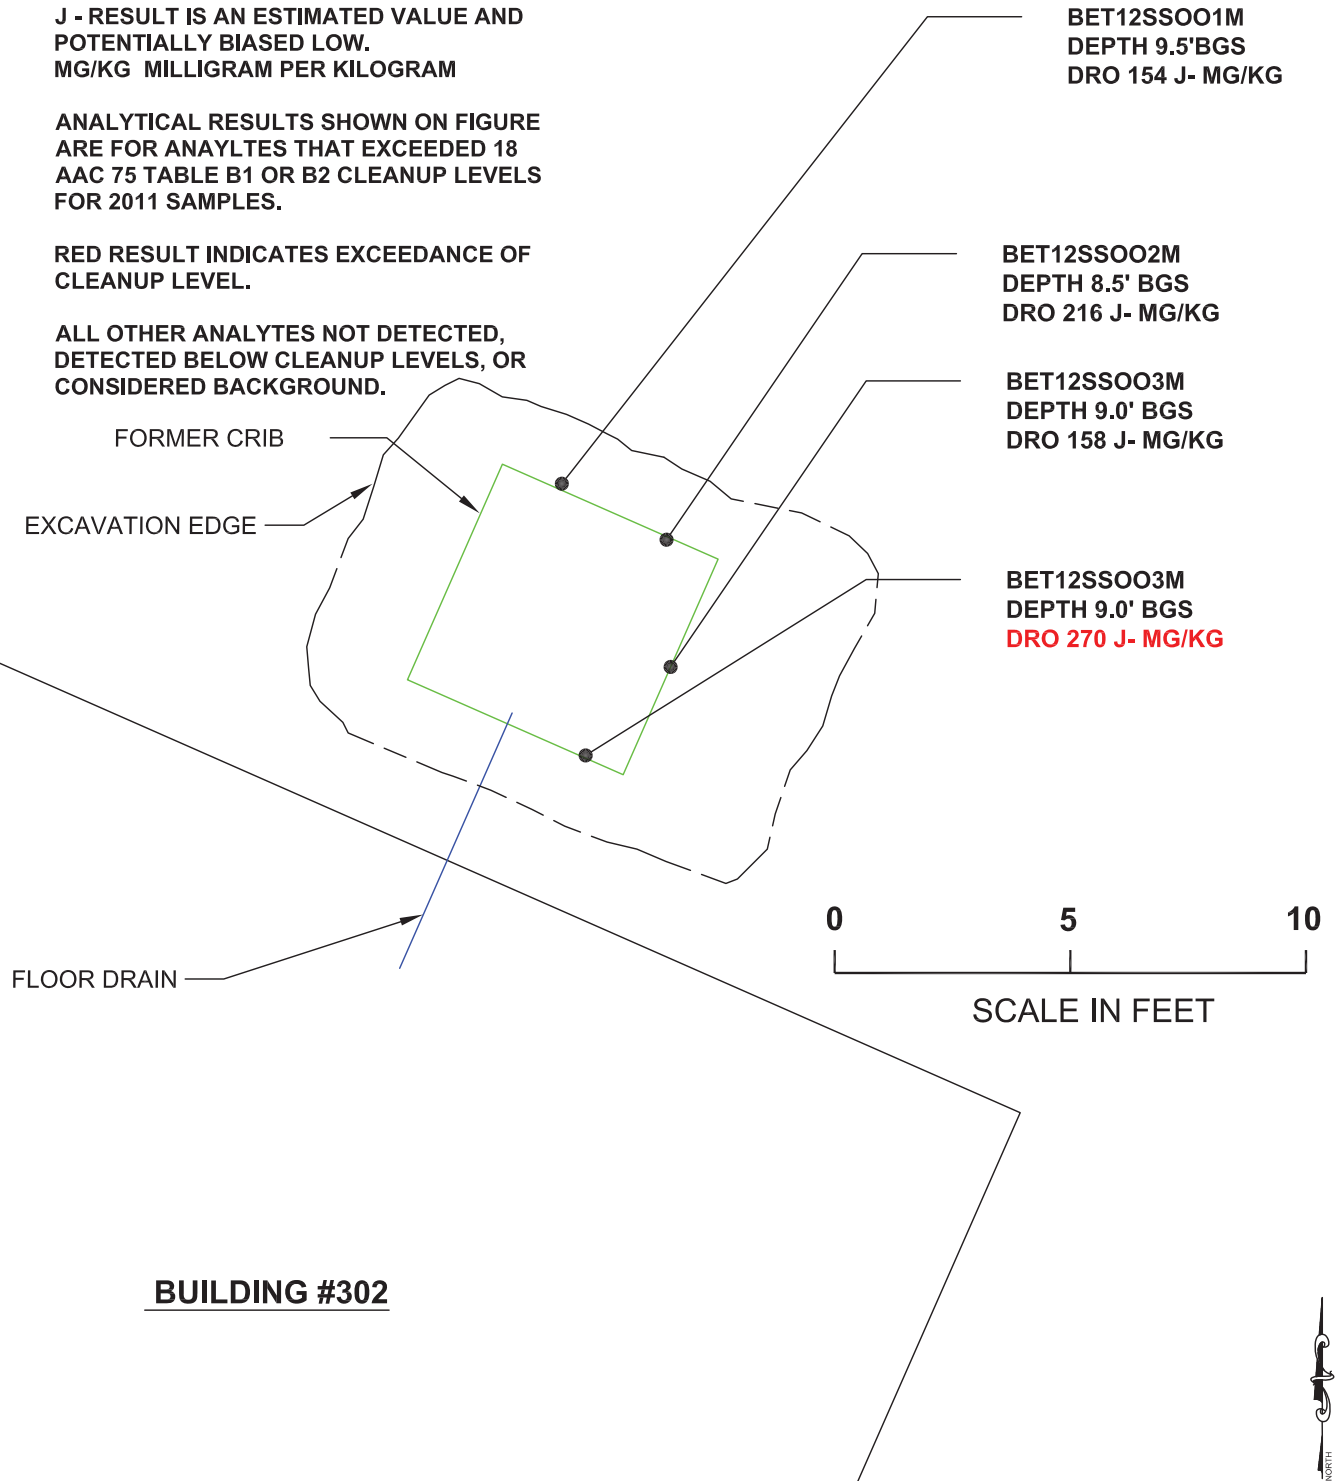 J - RESULT IS AN ESTIMATED VALUE AND
POTENTIALLY BIASED LOW.
MG/KG MILLIGRAM PER KILOGRAM
ANALYTICAL RESULTS SHOWN ON FIGURE
ARE FOR ANAYLTES THAT EXCEEDED 18
AAC 75 TABLE B1 OR B2 CLEANUP LEVELS
FOR 2011 SAMPLES.
RED RESULT INDICATES EXCEEDANCE OF
CLEANUP LEVEL.
ALL OTHER ANALYTES NOT DETECTED,
DETECTED BELOW CLEANUP LEVELS, OR
CONSIDERED BACKGROUND.
FORMER CRIB
EXCAVATION EDGE
FLOOR DRAIN
BET12SSOO1M
DEPTH 9.5'BGS
DRO 154 J- MG/KG
BET12SSOO2M
DEPTH 8.5' BGS
DRO 216 J- MG/KG
BET12SSOO3M
DEPTH 9.0' BGS
DRO 158 J- MG/KG
BET12SSOO3M
DEPTH 9.0' BGS
DRO 270 J- MG/KG
0 5 10
SCALE IN FEET
BUILDING #302
NORTH